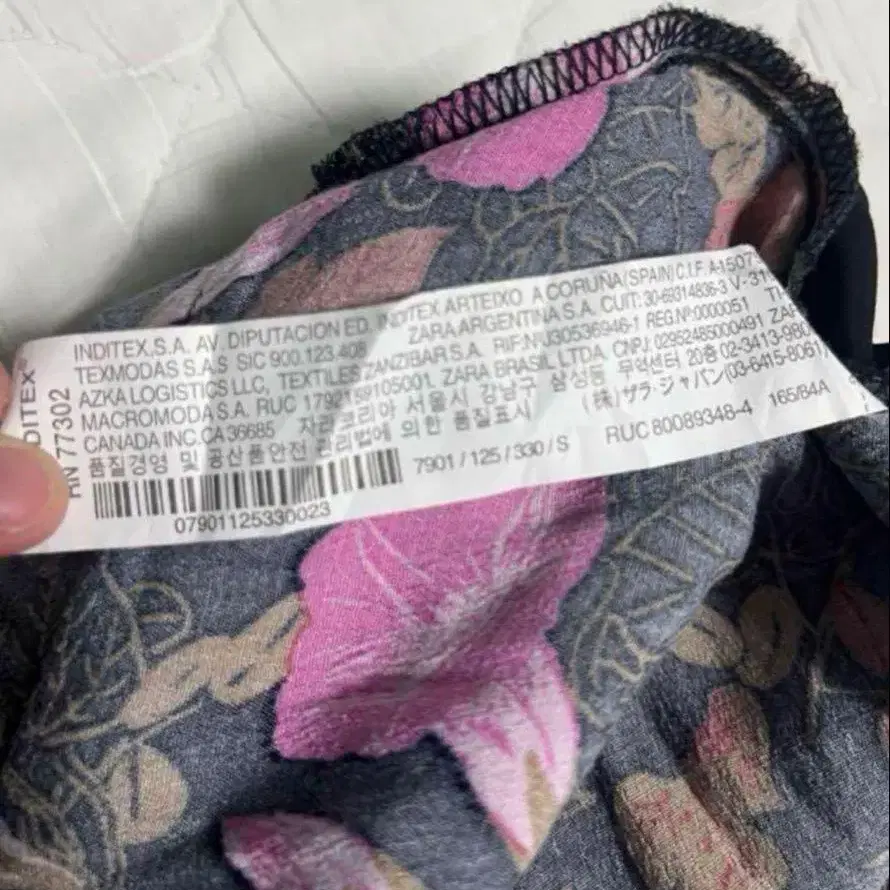 INDITEX
RN 77302
INDITEX,S.A. AV. DIPUTACION ED. INDITEX ARTEIXO A CORUÑA (SPAIN) C.I.F. A-15075
TEXMODAS S.A.S SIC 900.123.408 ZARA ARGENTINA S.A. CUIT: 30-69314836-3
AZKA LOGISTICS LLC, TEXTILES ZANZIBAR S.A. RIF: J30536946-1 REG.Nº:0000051
MACROMODA S.A. RUC ZARA BRASIL, LTDA. CNPJ: 02952485000491
CANADA INC. CA 36685 자라코리아 서울시 강남구 삼성동 무역센터 20층 02-3413-980
품질경영 및 공산품안전 관리법에 의한 품질표시 (株)ザラ・ジャパン(03-6415-8061)
7901 / 125 / 330 / S RUC 80089348-4 165/84A
07901125330023